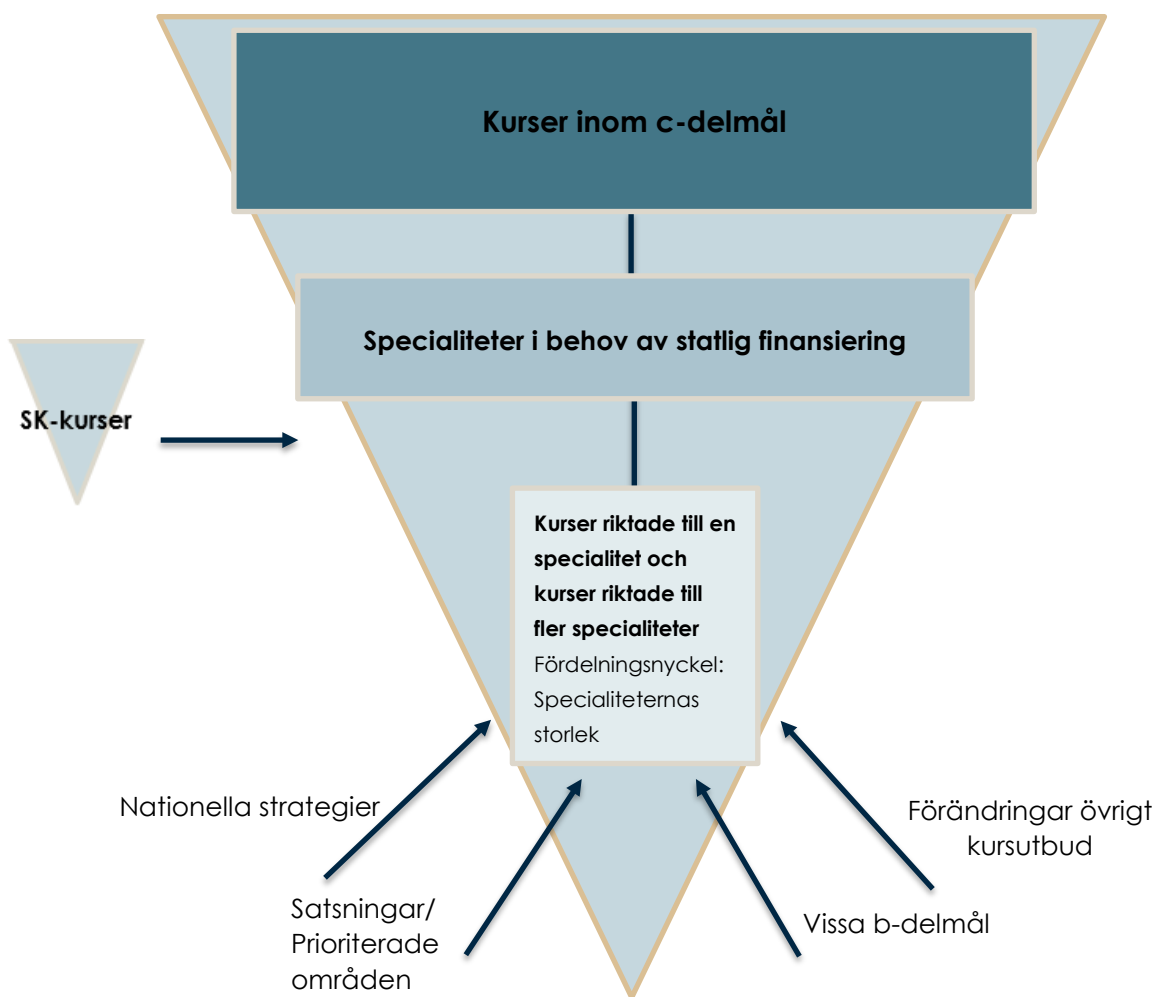 Kurser inom c-delmål
Specialiteter i behov av statlig finansiering
SK-kurser
Kurser riktade till en
specialitet och
kurser riktade till
fler specialiteter
Fördelningsnyckel:
Specialiteternas
storlek
Nationella strategier
Förändringar övrigt
kursutbud
Satsningar/
Prioriterade
områden
Vissa b-delmål